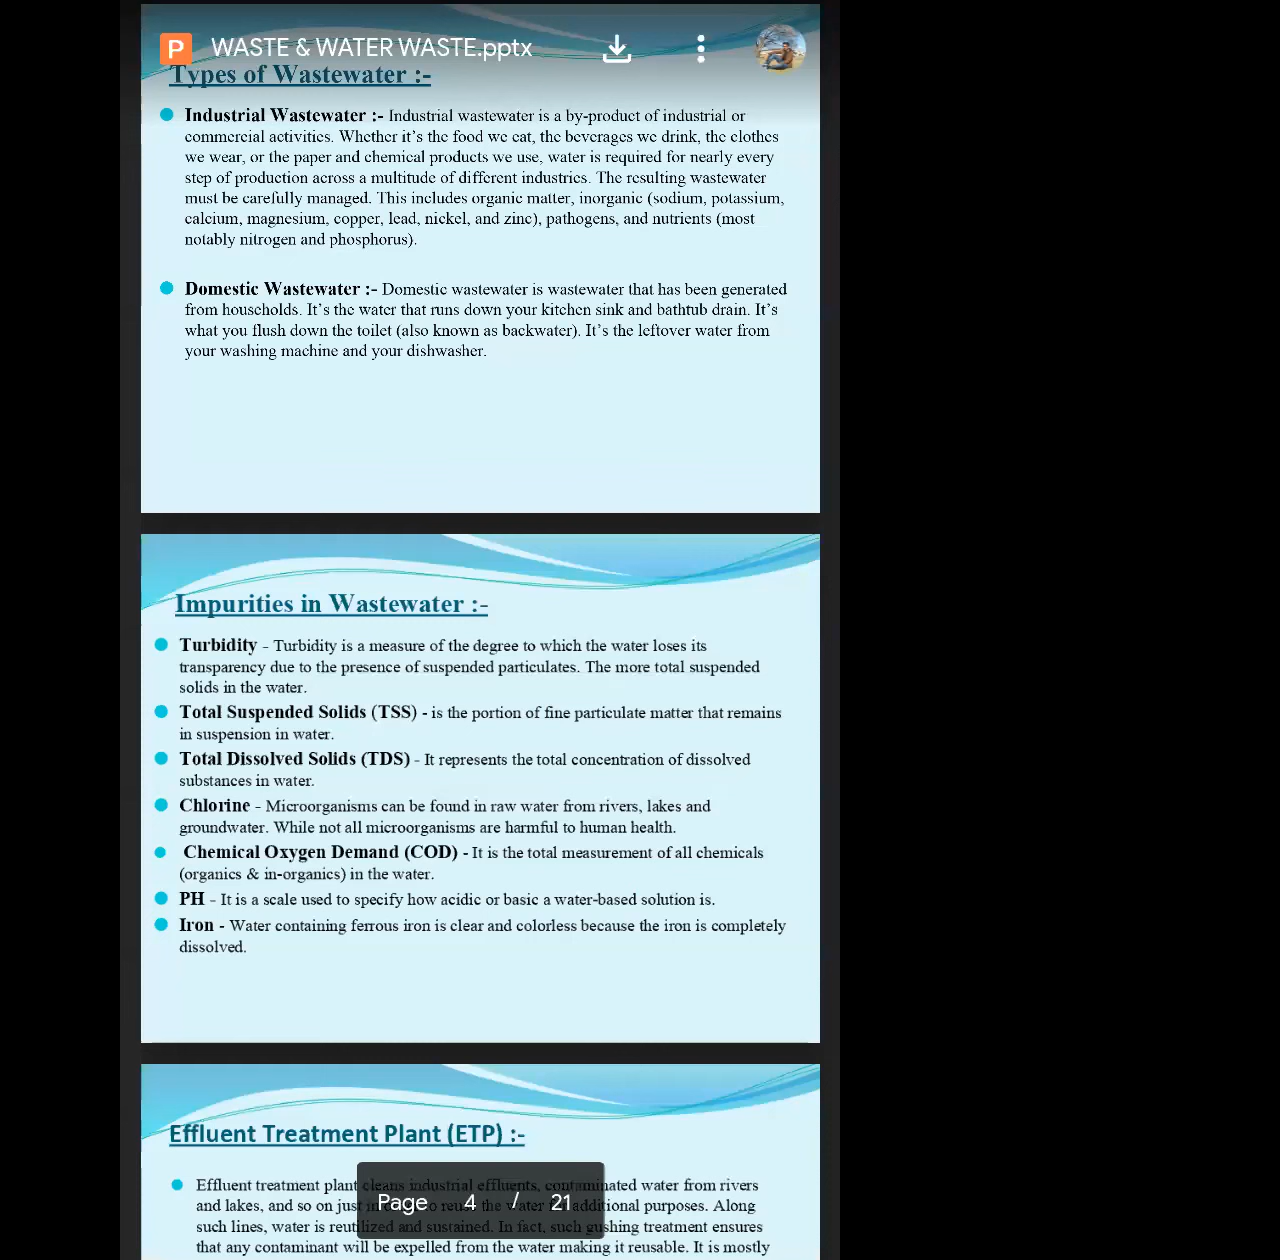 WASTE & WATER WASTE.pptx
Types of Wastewater :-
Industrial Wastewater :- Industrial wastewater is a by-product of industrial or
commercial activities. Whether it's the food we eat, the beverages we drink, the clothes
we wear, or the paper and chemical products we use, water is required for nearly every
step of production across a multitude of different industries. The resulting wastewater
must be carefully managed. This includes organic matter, inorganic (sodium, potassium,
calcium, magnesium, copper, lead, nickel, and zinc), pathogens, and nutrients (most
notably nitrogen and phosphorus).
Domestic Wastewater :- Domestic wastewater is wastewater that has been generated
from households. It's the water that runs down your kitchen sink and bathtub drain. It's
what you flush down the toilet (also known as backwater). It's the leftover water from
your washing machine and your dishwasher.
Impurities in Wastewater :-
Turbidity - Turbidity is a measure of the degree to which the water loses its
transparency due to the presence of suspended particulates. The more total suspended
solids in the water.
Total Suspended Solids (TSS) - is the portion of fine particulate matter that remains
in suspension in water.
Total Dissolved Solids (TDS) - It represents the total concentration of dissolved
substances in water.
Chlorine - Microorganisms can be found in raw water from rivers, lakes and
groundwater. While not all microorganisms are harmful to human health.
Chemical Oxygen Demand (COD) - It is the total measurement of all chemicals
(organics & in-organics) in the water.
PH - It is a scale used to specify how acidic or basic a water-based solution is.
Iron - Water containing ferrous iron is clear and colorless because the iron is completely
dissolved.
Effluent Treatment Plant (ETP) :-
Effluent treatment plant cleans industrial effluents, contaminated water from rivers
and lakes, and so on just in order to reuse the water for additional purposes. Along
such lines, water is reutilized and sustained. In fact, such gushing treatment ensures
that any contaminant will be expelled from the water making it reusable. It is mostly
Page 4 / 21